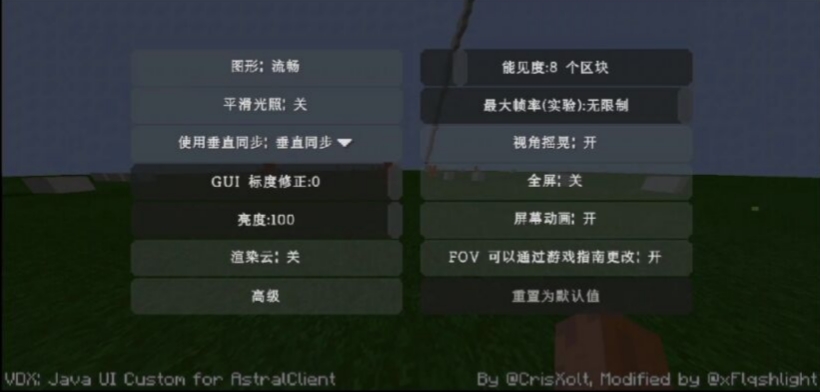 图形: 流畅
能见度:8 个区块
平滑光照: 关
最大帧率(实验):无限制
使用垂直同步: 垂直同步
视角摇晃: 开
GUI 标度修正:0
全屏: 关
亮度:100
屏幕动画: 开
渲染云: 关
FOV 可以通过游戏指南更改: 开
高级
重置为默认值
VDX: Java UI Custom for AstralClient
By @CrisXolt, Modified by @xFlqshlight